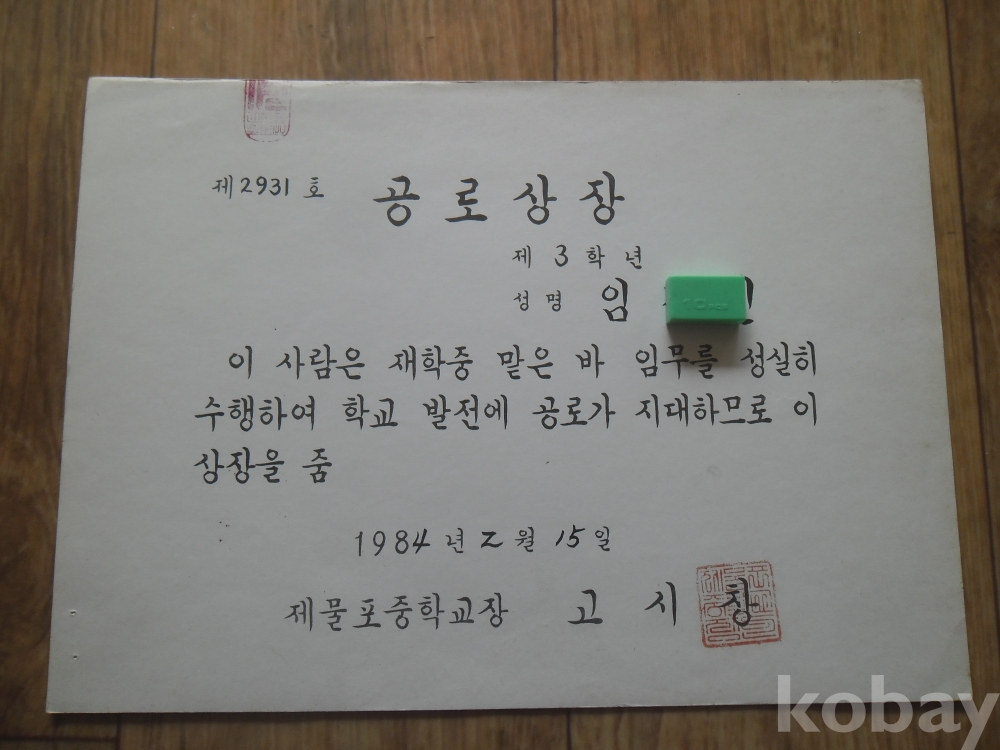 제2931호
공로상장
제 3 학년
성명 임
이 사람은 재학중 맡은 바 임무를 성실히
수행하여 학교 발전에 공로가 지대하므로 이
상장을 줌
1984년 2월 15일
제물포중학교장 고시창
kobay